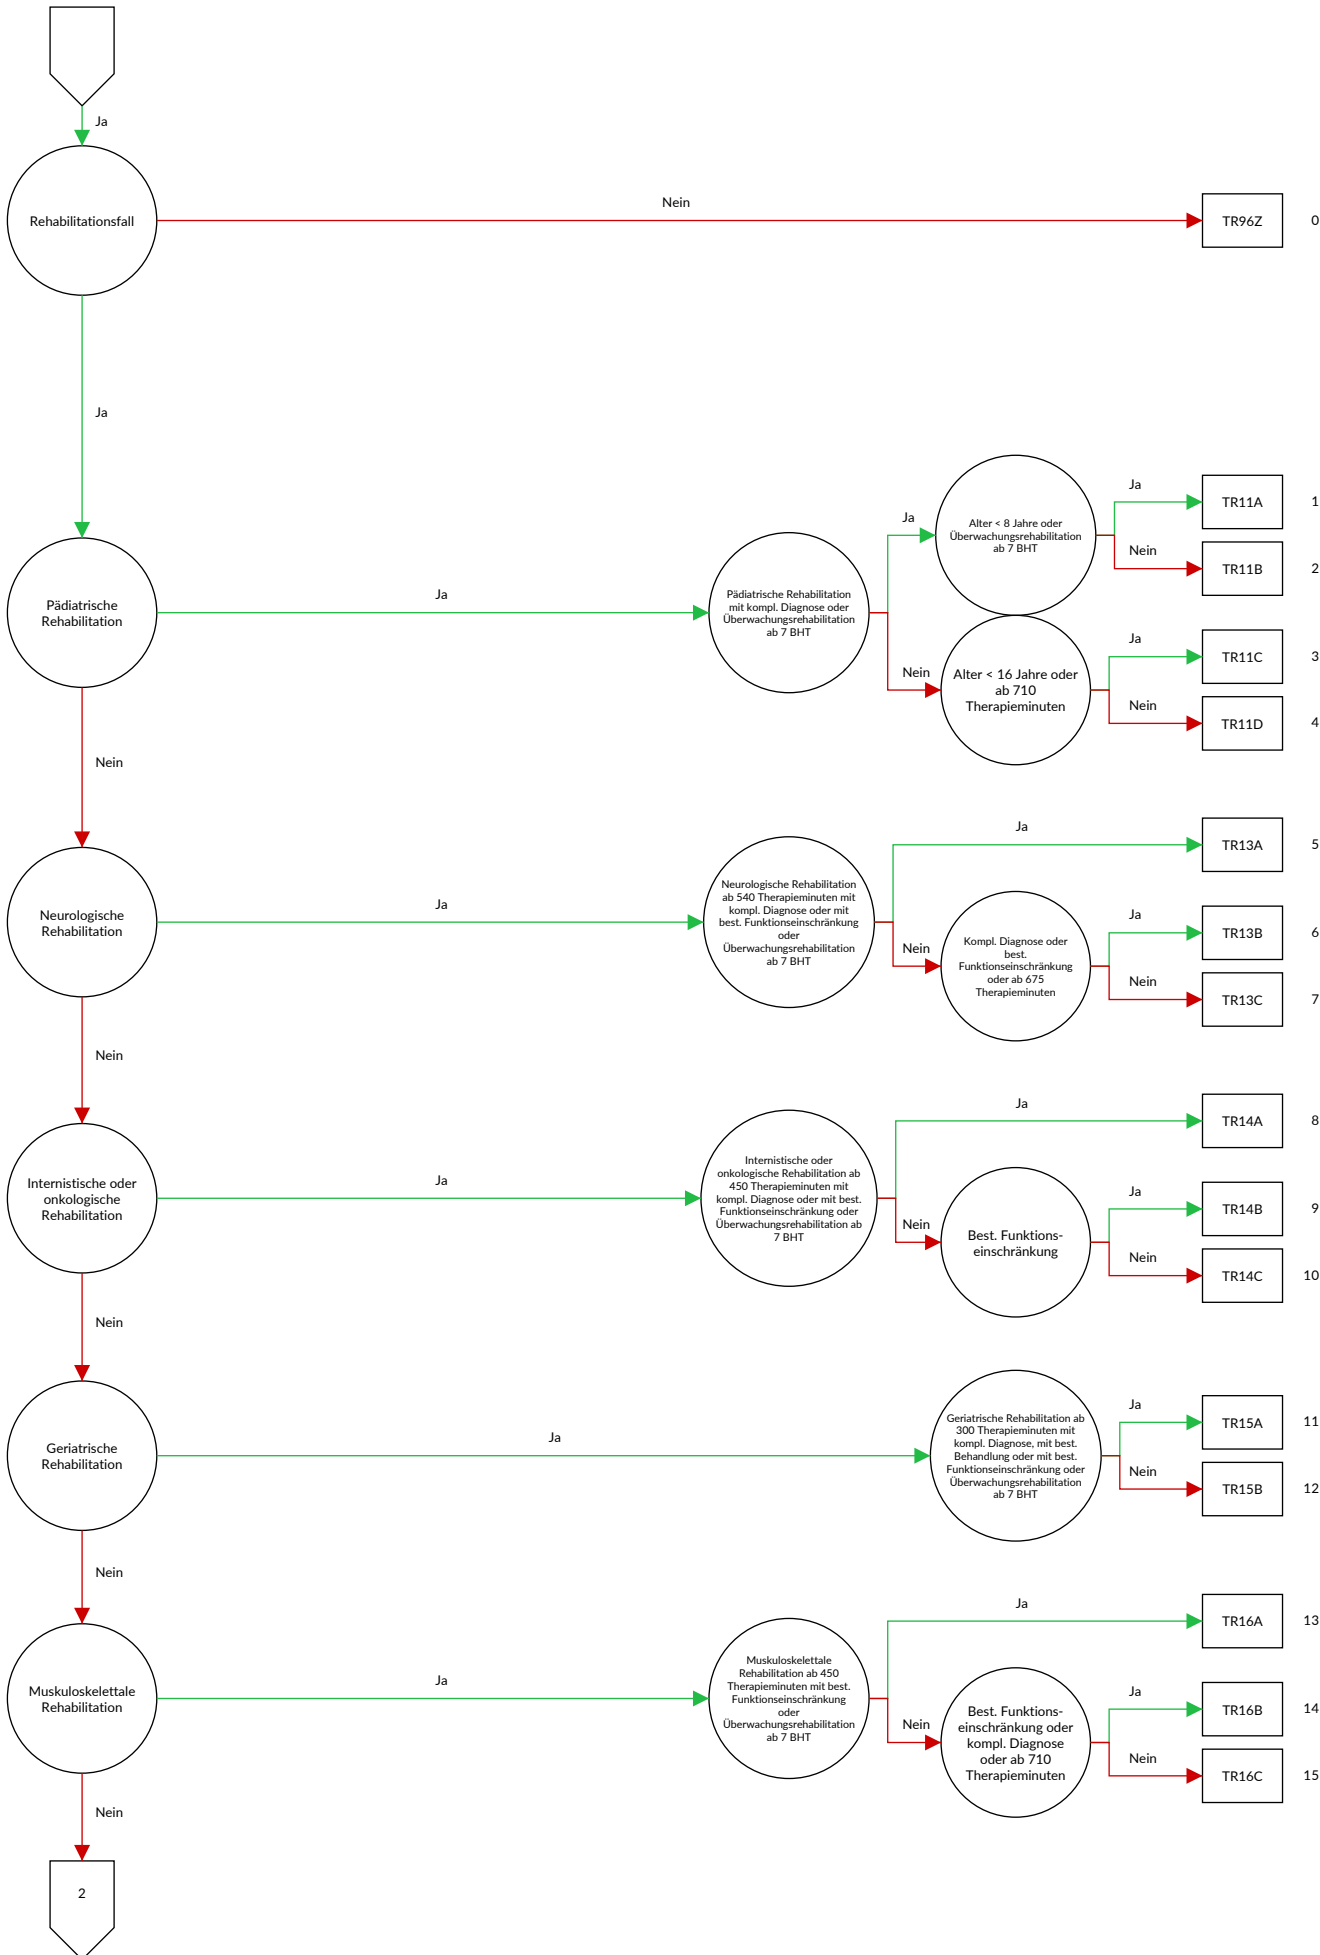 Ja
Rehabilitationsfall
Nein
TR96Z
0
Ja
Pädiatrische
Rehabilitation
Ja
Pädiatrische Rehabilitation
mit kompl. Diagnose oder
Überwachungsrehabilitation
ab 7 BHT
Ja
Alter < 8 Jahre oder
Überwachungsrehabilitation
ab 7 BHT
Ja
TR11A
1
Nein
TR11B
2
Nein
Alter < 16 Jahre oder
ab 710
Therapieminuten
Ja
TR11C
3
Nein
TR11D
4
Nein
Neurologische
Rehabilitation
Ja
Neurologische Rehabilitation
ab 540 Therapieminuten mit
kompl. Diagnose oder mit
best. Funktionseinschränkung
oder
Überwachungsrehabilitation
ab 7 BHT
Ja
TR13A
5
Nein
Kompl. Diagnose oder
best.
Funktionseinschränkung
oder ab 675
Therapieminuten
Ja
TR13B
6
Nein
TR13C
7
Nein
Internistische oder
onkologische
Rehabilitation
Ja
Internistische oder
onkologische Rehabilitation ab
450 Therapieminuten mit
kompl. Diagnose oder mit best.
Funktionseinschränkung oder
Überwachungsrehabilitation ab
7 BHT
Ja
TR14A
8
Nein
Best. Funktions-
einschränkung
Ja
TR14B
9
Nein
TR14C
10
Nein
Geriatrische
Rehabilitation
Ja
Geriatrische Rehabilitation ab
300 Therapieminuten mit
kompl. Diagnose, mit best.
Behandlung oder mit best.
Funktionseinschränkung oder
Überwachungsrehabilitation
ab 7 BHT
Ja
TR15A
11
Nein
TR15B
12
Nein
Muskuloskelettale
Rehabilitation
Ja
Muskuloskelettale
Rehabilitation ab 450
Therapieminuten mit best.
Funktionseinschränkung
oder
Überwachungsrehabilitation
ab 7 BHT
Ja
TR16A
13
Nein
Best. Funktions-
einschränkung oder
kompl. Diagnose
oder ab 710
Therapieminuten
Ja
TR16B
14
Nein
TR16C
15
Nein
2